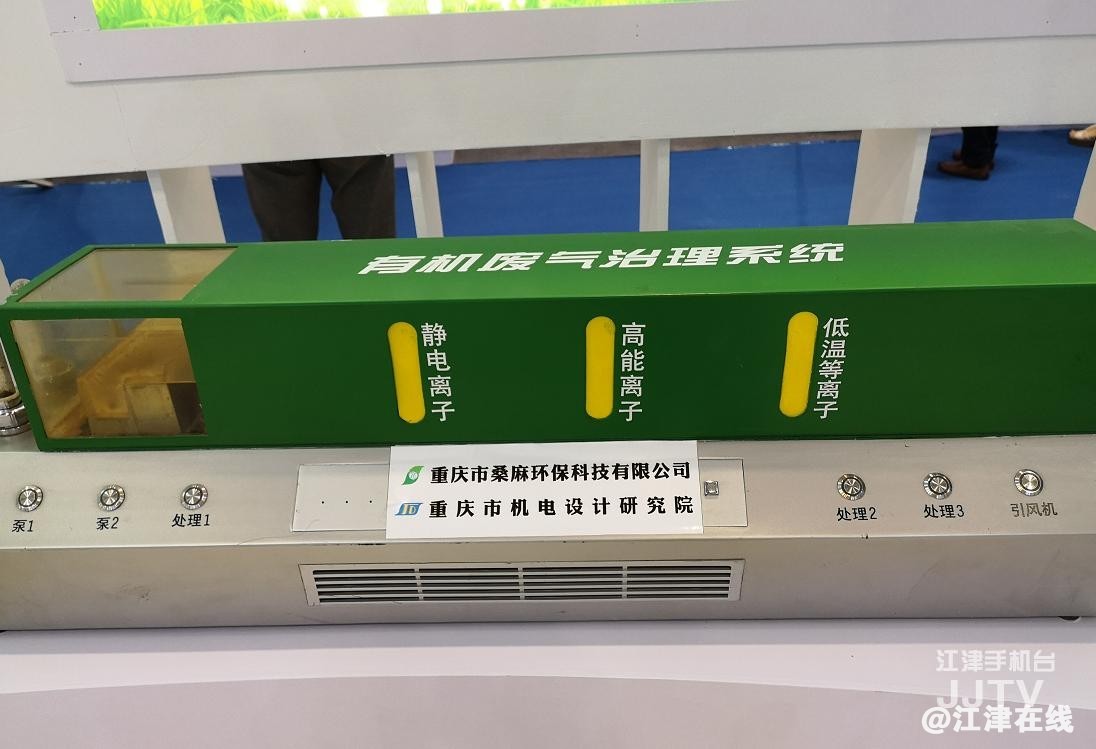 有机废气治理系统
静电离子
高能离子
低温等离子
重庆市桑麻环保科技有限公司
重庆市机电设计研究院
泵1
泵2
处理1
处理2
处理3
引风机
江津手机台
JJTV
@江津在线